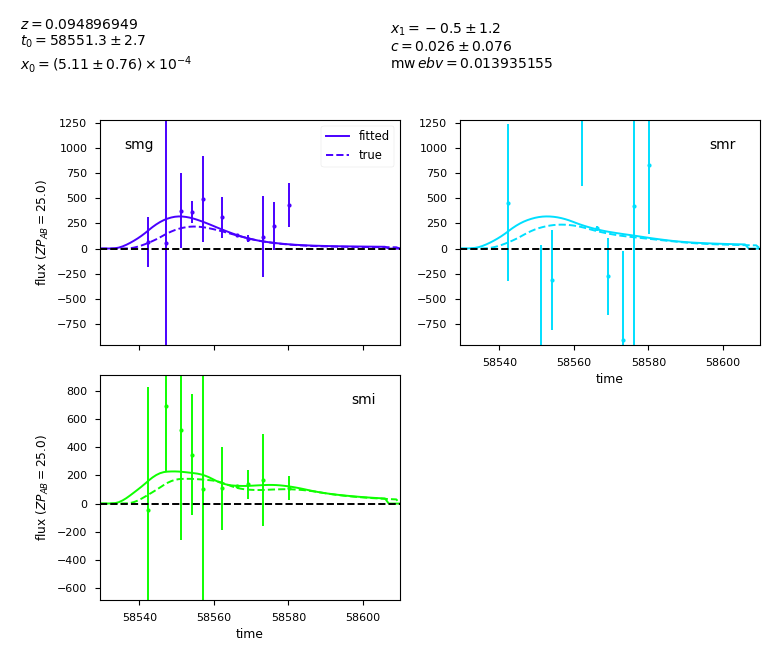 z = 0.094896949
t₀ = 58551.3 ± 2.7
x₀ = (5.11 ± 0.76) × 10⁻⁴
x₁ = −0.5 ± 1.2
c = 0.026 ± 0.076
mw ebv = 0.013935155
1250
1000
750
500
250
0
−250
−500
−750
flux (ZP_AB = 25.0)
smg
fitted
true
1250
1000
750
500
250
0
−250
−500
−750
smr
58540
58560
58580
58600
time
800
600
400
200
0
−200
−400
−600
flux (ZP_AB = 25.0)
smi
58540
58560
58580
58600
time